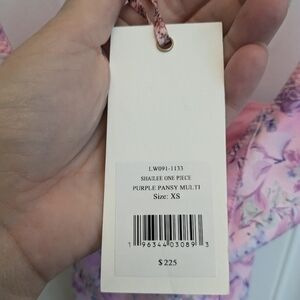 LW091-1133
SHAILEE ONE PIECE
PURPLE PANSY MULTI
Size: XS
1 96344 03089 3
$ 225